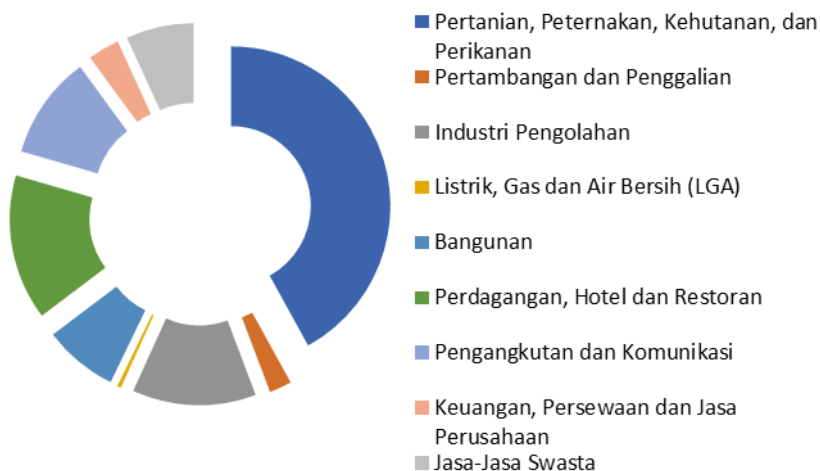 Pertanian, Peternakan, Kehutanan, dan
Perikanan
Pertambangan dan Penggalian
Industri Pengolahan
Listrik, Gas dan Air Bersih (LGA)
Bangunan
Perdagangan, Hotel dan Restoran
Pengangkutan dan Komunikasi
Keuangan, Persewaan dan Jasa
Perusahaan
Jasa-Jasa Swasta